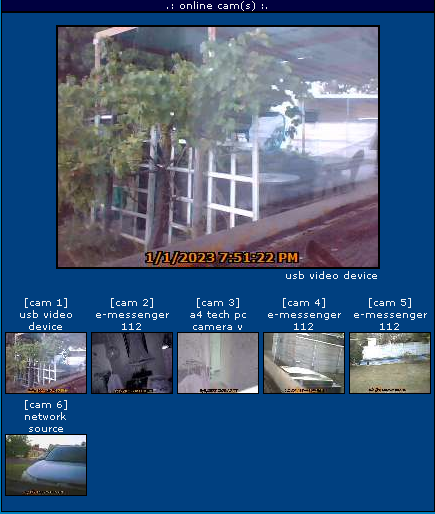 .: online cam(s) :.
1/1/2023 7:51:22 PM
usb video device
[cam 1]
usb video
device
[cam 2]
e-messenger
112
[cam 3]
a4 tech pc
camera v
[cam 4]
e-messenger
112
[cam 5]
e-messenger
112
[cam 6]
network
source